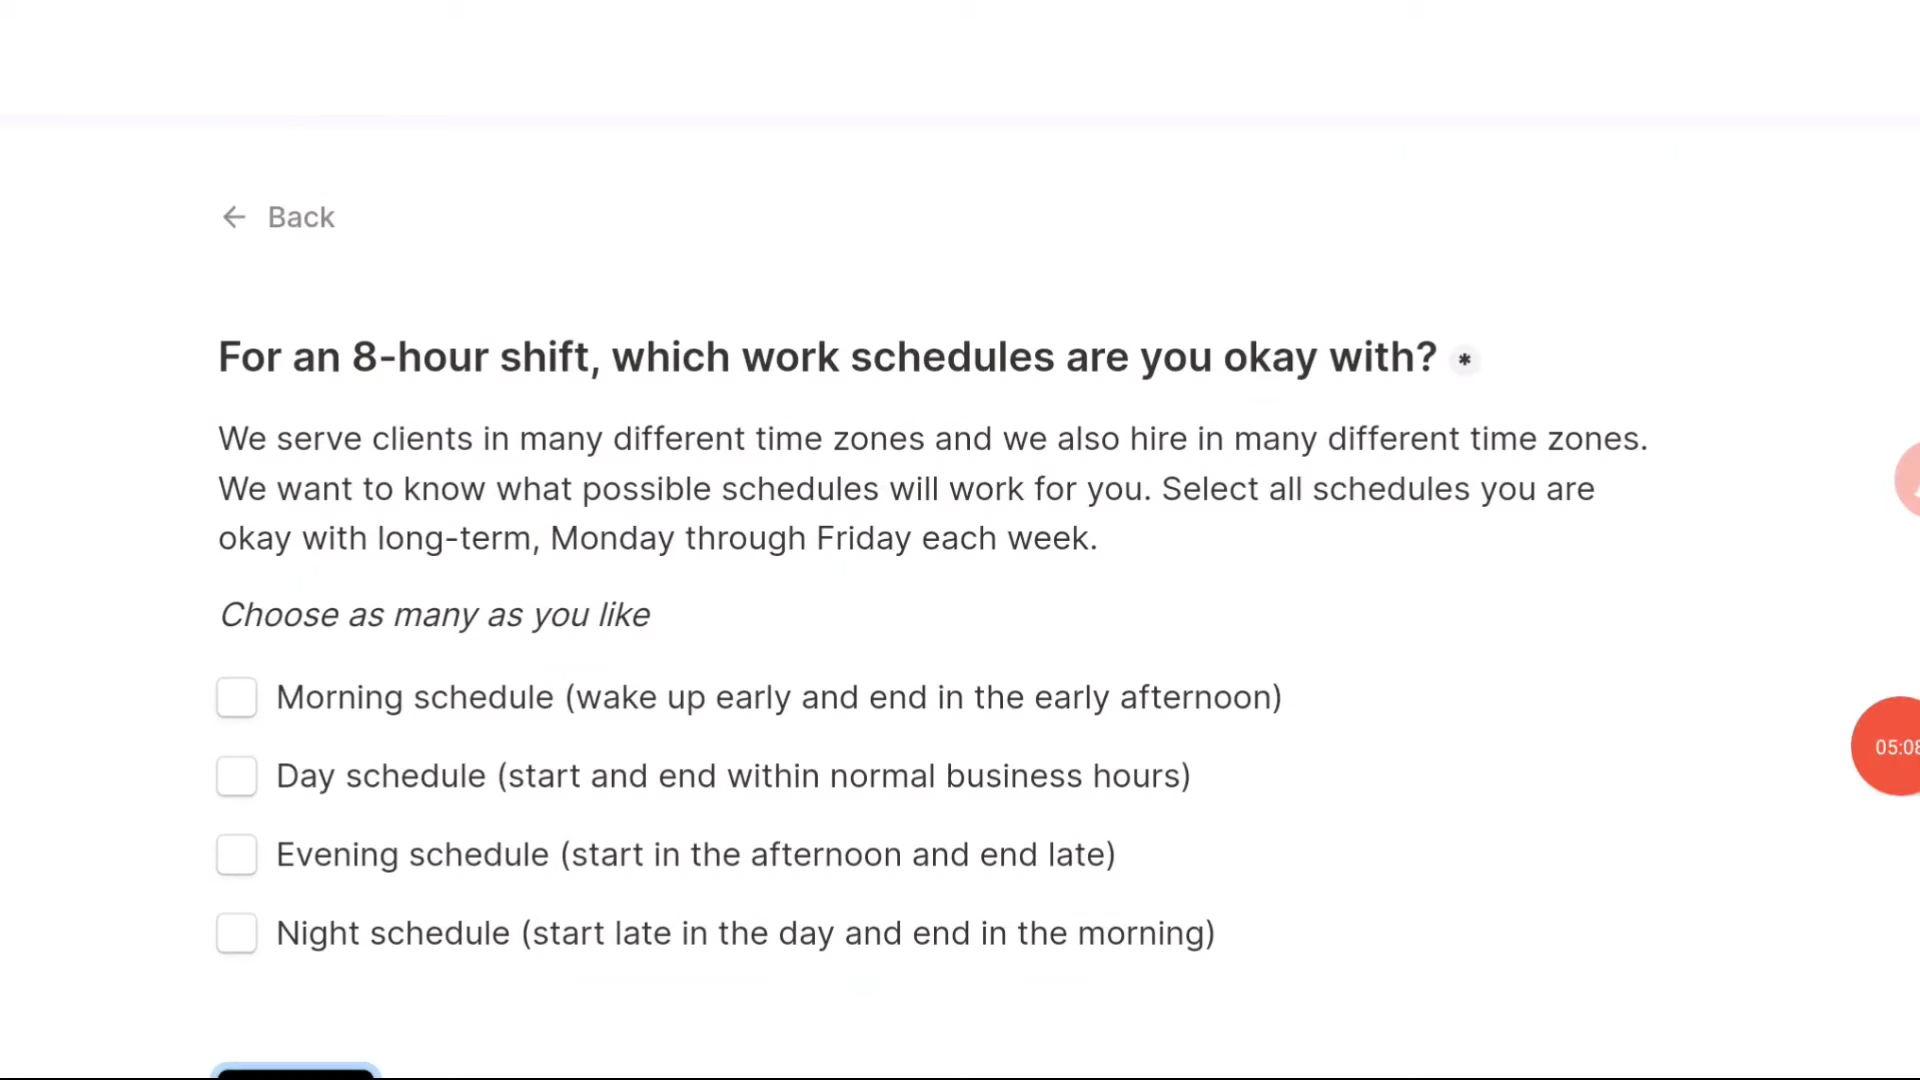 ← Back
For an 8-hour shift, which work schedules are you okay with? *
We serve clients in many different time zones and we also hire in many different time zones.
We want to know what possible schedules will work for you. Select all schedules you are
okay with long-term, Monday through Friday each week.
Choose as many as you like
Morning schedule (wake up early and end in the early afternoon)
Day schedule (start and end within normal business hours)
05:08
Evening schedule (start in the afternoon and end late)
Night schedule (start late in the day and end in the morning)